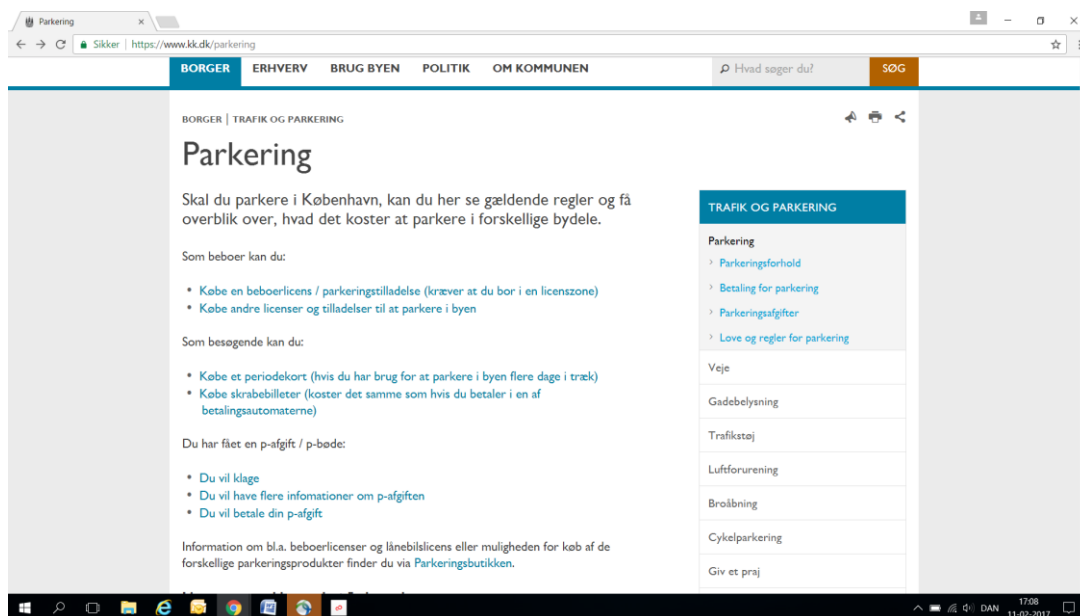 Parkering
Sikker
https://www.kk.dk/parkering
BORGER ERHVERV BRUG BYEN POLITIK OM KOMMUNEN
Hvad søger du?
SØG
BORGER | TRAFIK OG PARKERING
Parkering
Skal du parkere i København, kan du her se gældende regler og få
overblik over, hvad det koster at parkere i forskellige bydele.
Som beboer kan du:
• Købe en beboerlicens / parkeringstilladelse (kræver at du bor i en licenszone)
• Købe andre licenser og tilladelser til at parkere i byen
Som besøgende kan du:
• Købe et periodekort (hvis du har brug for at parkere i byen flere dage i træk)
• Købe skrabebilleter (koster det samme som hvis du betaler i en af
betalingsautomaterne)
Du har fået en p-afgift / p-bøde:
• Du vil klage
• Du vil have flere infomationer om p-afgiften
• Du vil betale din p-afgift
Information om bl.a. beboerlicenser og lånebilslicens eller muligheden for køb af de
forskellige parkeringsprodukter finder du via Parkeringsbutikken.
TRAFIK OG PARKERING
Parkering
Parkeringsforhold
Betaling for parkering
Parkeringsafgifter
Love og regler for parkering
Veje
Gadebelysning
Trafikstøj
Luftforurening
Broåbning
Cykelparkering
Giv et praj
DAN
17:08
11-02-2017